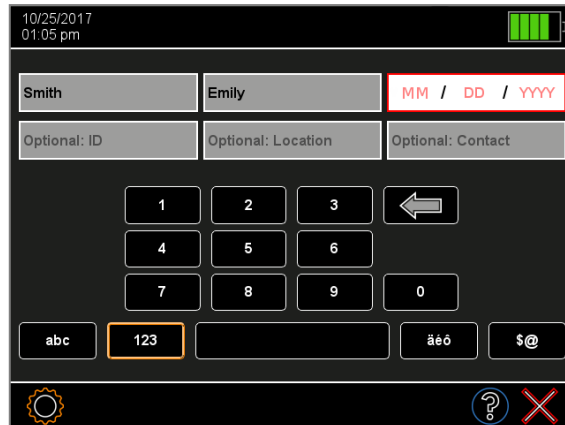 10/25/2017
01:05 pm
Smith Emily MM / DD / YYYY
Optional: ID Optional: Location Optional: Contact
1 2 3
4 5 6
7 8 9 0
abc 123 äéô $@
?